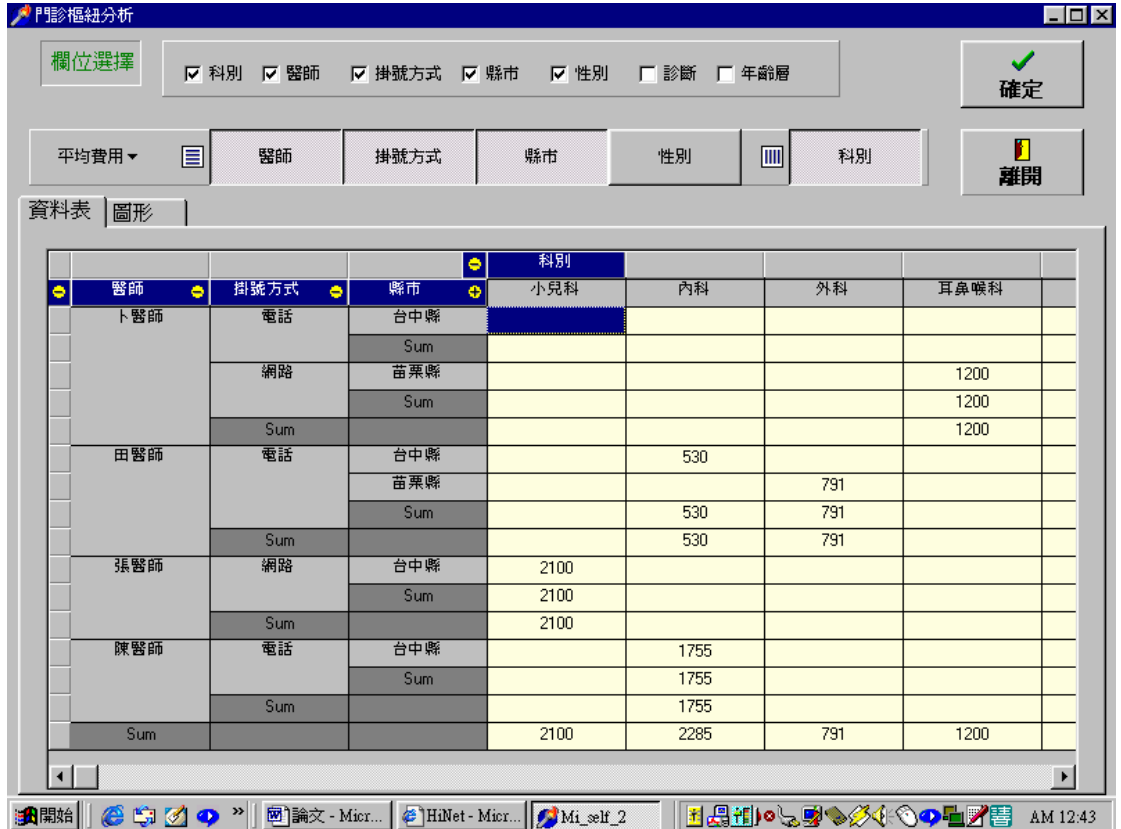 門診樞紐分析
欄位選擇
科別 醫師 掛號方式 縣市 性別 診斷 年齡層
確定
平均費用 醫師 掛號方式 縣市 性別 科別
離開
資料表 圖形
科別
醫師 掛號方式 縣市 小兒科 內科 外科 耳鼻喉科
卜醫師 電話 台中縣
Sum
網路 苗栗縣 1200
Sum 1200
Sum 1200
田醫師 電話 台中縣 530
苗栗縣 791
Sum 530 791
Sum 530 791
張醫師 網路 台中縣 2100
Sum 2100
Sum 2100
陳醫師 電話 台中縣 1755
Sum 1755
Sum 1755
Sum 2100 2285 791 1200
開始 » 論文 - Micr... HiNet - Micr... Mi_self_2 AM 12:43